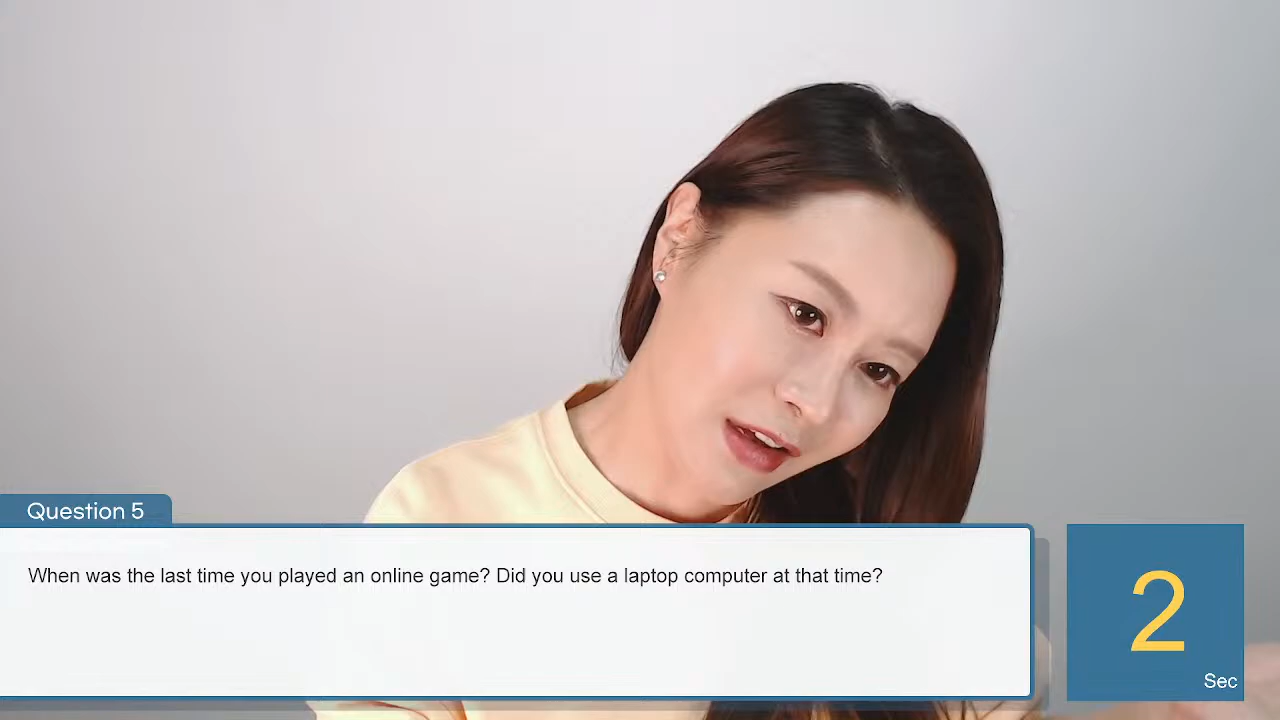 Question 5
When was the last time you played an online game? Did you use a laptop computer at that time?
2
Sec